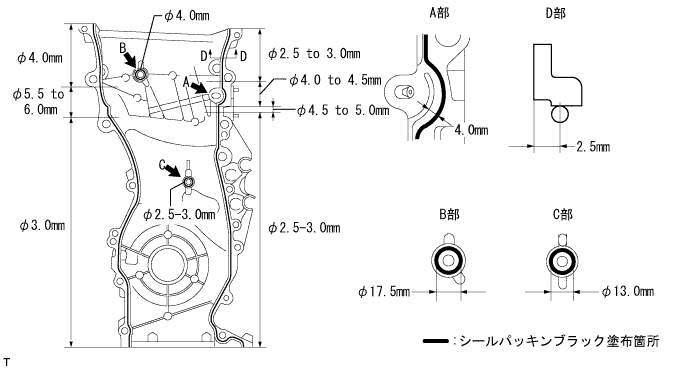 φ4.0mm
A部
D部
B
D
D
φ4.0mm
φ2.5 to 3.0mm
A
φ4.0 to 4.5mm
φ5.5 to
6.0mm
φ4.5 to 5.0mm
4.0mm
2.5mm
C
φ2.5-3.0mm
φ3.0mm
φ2.5-3.0mm
B部
C部
φ17.5mm
φ13.0mm
:シールパッキンブラック塗布箇所
T